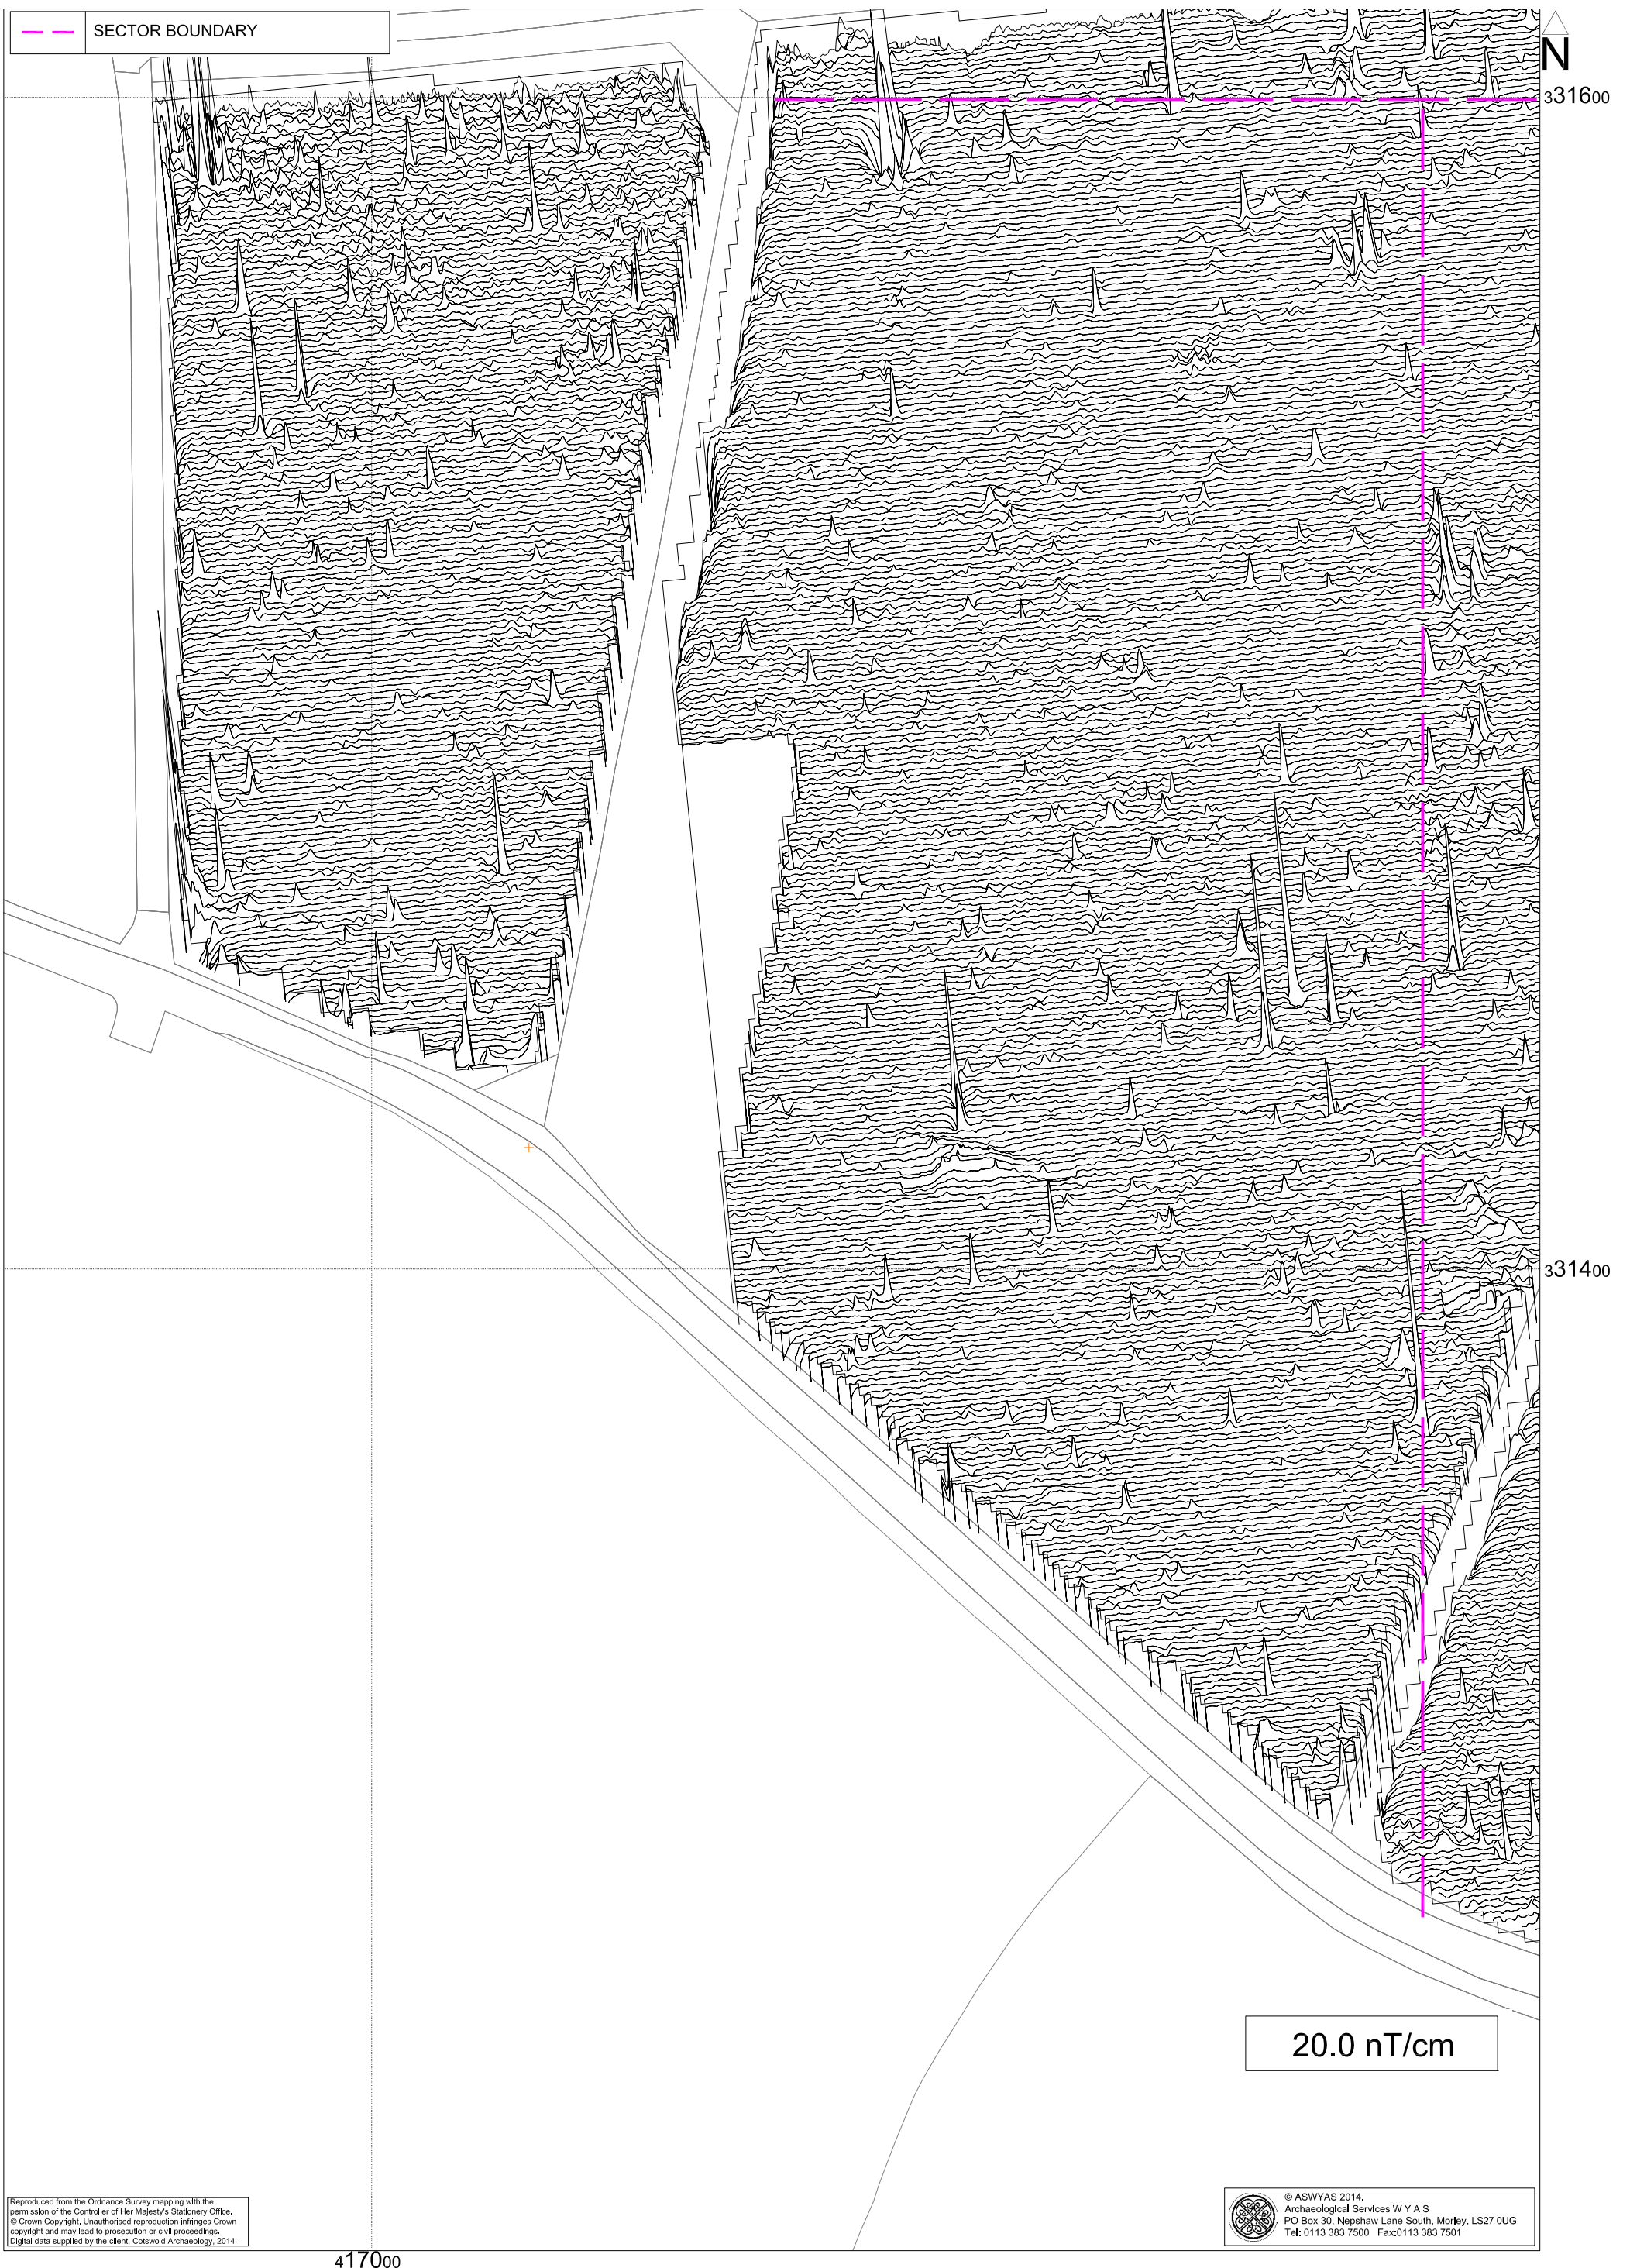 SECTOR BOUNDARY
N
331600
331400
20.0 nT/cm
Reproduced from the Ordnance Survey mapping with the
permission of the Controller of Her Majesty's Stationery Office.
© Crown Copyright. Unauthorised reproduction infringes Crown
copyright and may lead to prosecution or civil proceedings.
Digital data supplied by the client, Cotswold Archaeology, 2014.
© ASWYAS 2014.
Archaeological Services W Y A S
PO Box 30, Nepshaw Lane South, Morley, LS27 0UG
Tel: 0113 383 7500 Fax:0113 383 7501
417000